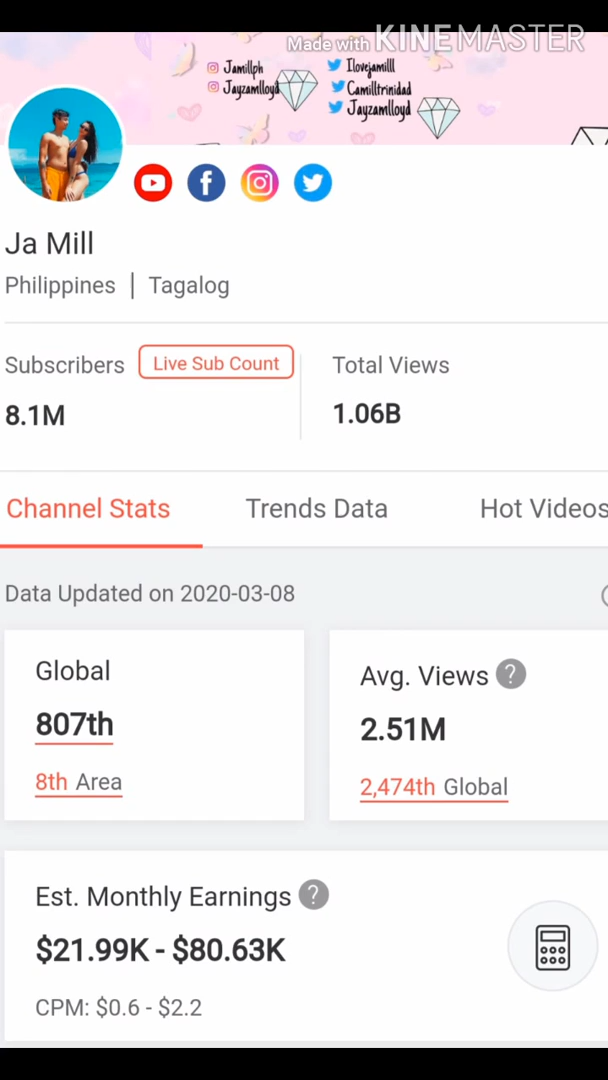 Made with KINEMASTER
Jamillph
Jayzamlloyd
Ilovejamilll
Camilltrinidad
Jayzamlloyd
Ja Mill
Philippines | Tagalog
Subscribers Live Sub Count
8.1M
Total Views
1.06B
Channel Stats Trends Data Hot Videos
Data Updated on 2020-03-08
Global
807th
8th Area
Avg. Views ?
2.51M
2,474th Global
Est. Monthly Earnings ?
$21.99K - $80.63K
CPM: $0.6 - $2.2